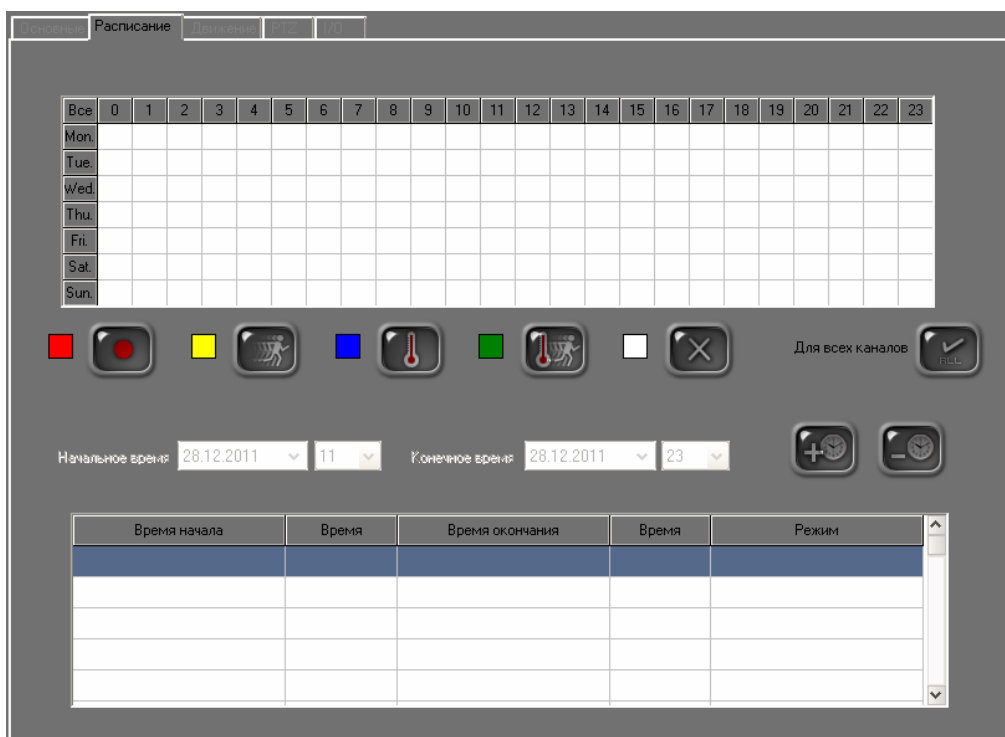 Основные Расписание Движение PTZ I/O
Все 0 1 2 3 4 5 6 7 8 9 10 11 12 13 14 15 16 17 18 19 20 21 22 23
Mon.
Tue.
Wed.
Thu.
Fri.
Sat.
Sun.
Для всех каналов ALL
Начальное время 28.12.2011 11 Конечное время 28.12.2011 23
Время начала Время Время окончания Время Режим